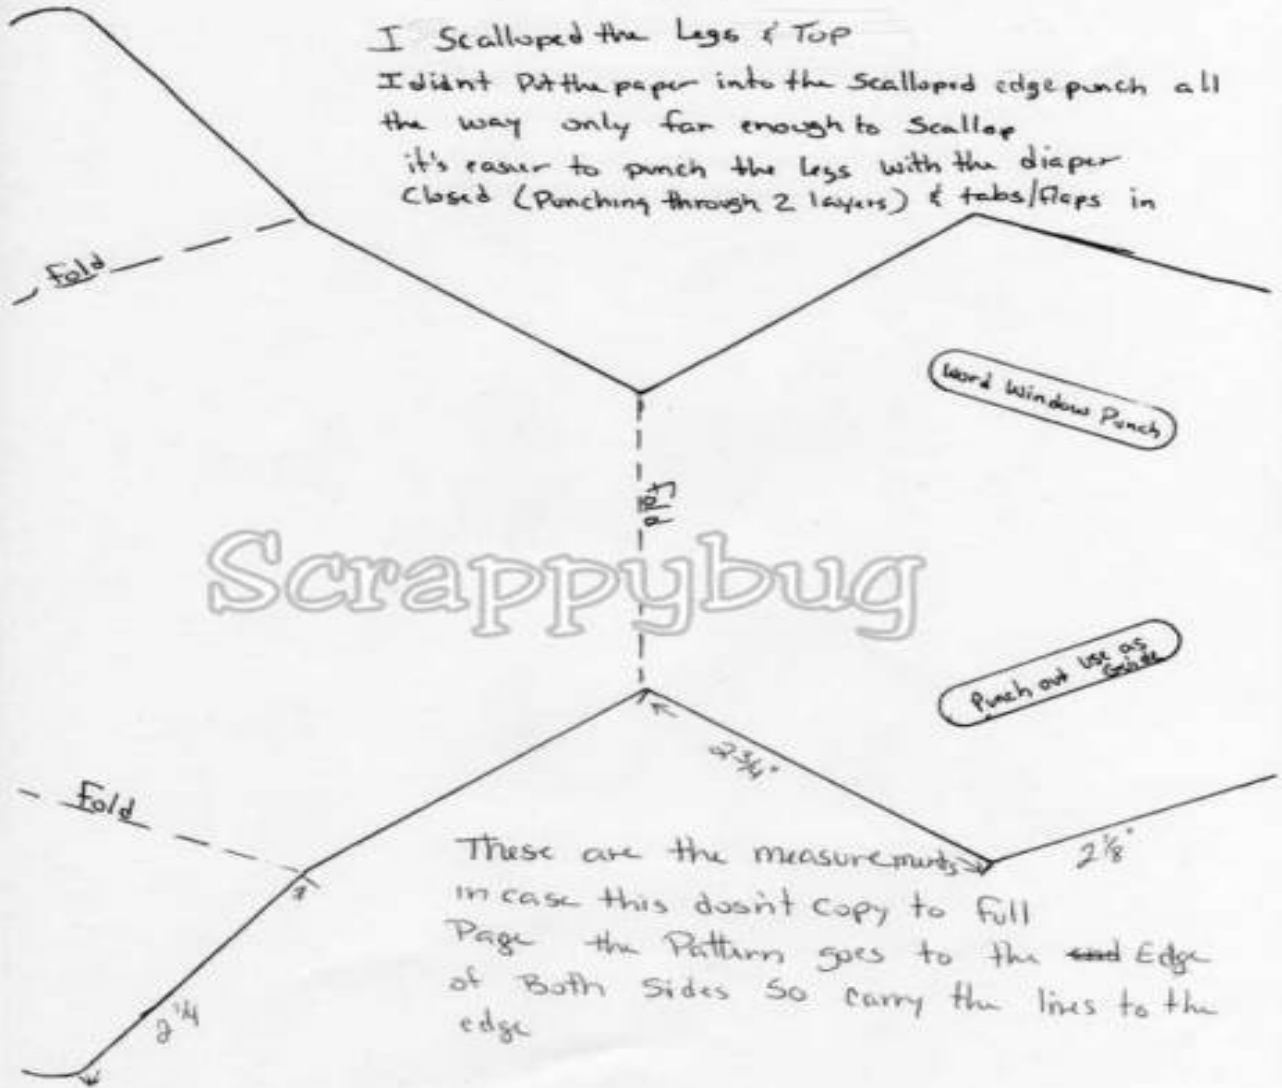 I Scalloped the Legs & Top
I didnt Put the paper into the Scalloped edge punch all
the way only far enough to Scallop
it's easier to punch the legs with the diaper
Closed (Punching through 2 layers) & tabs/flaps in
Fold
Word Window Punch
Fold
Scrappybug
Punch out use as
Guide
2 3/4"
Fold
These are the measurements
in case this dosn't copy to full
Page the Pattern goes to the end Edge
of Both Sides So carry the lines to the
edge
2 1/8"
2 1/4